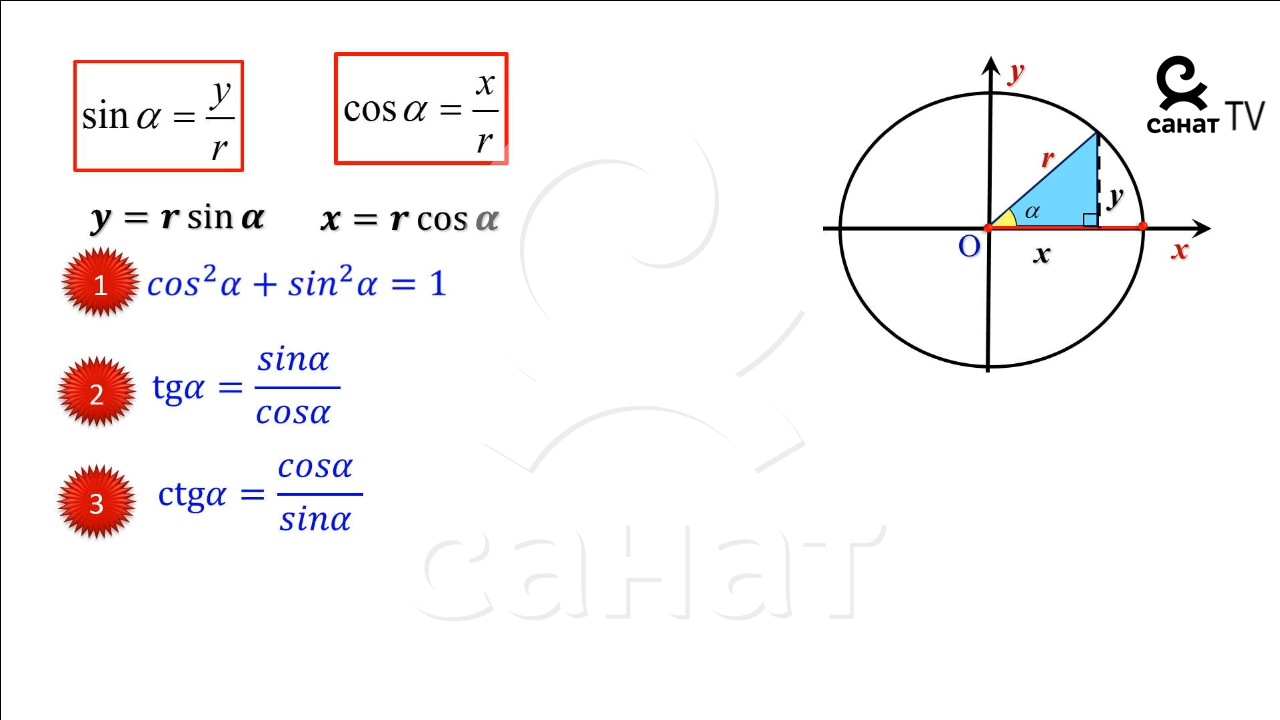 sin α = y/r
cos α = x/r
y = r sin α
x = r cos α
1 cos²α + sin²α = 1
2 tgα = sinα/cosα
3 ctgα = cosα/sinα
y
r
α
y
O
x
x
санат TV
санат